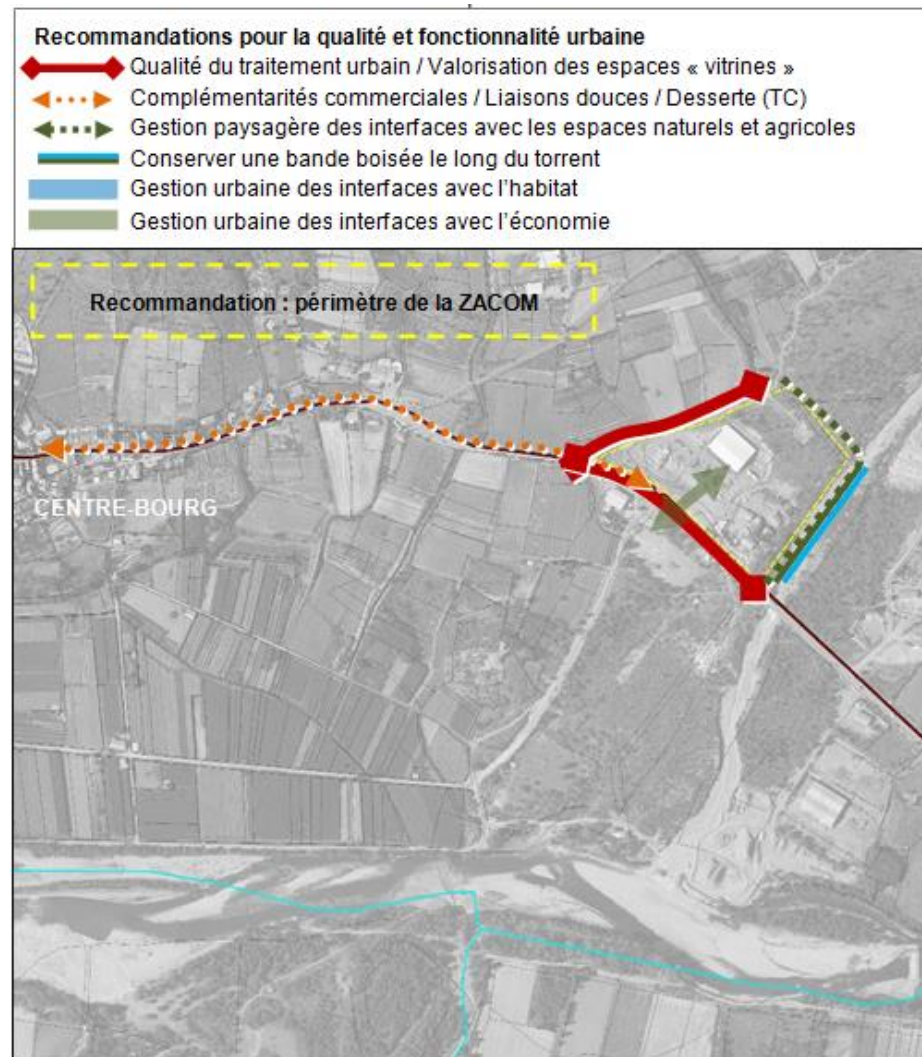 Recommandations pour la qualité et fonctionnalité urbaine
Qualité du traitement urbain / Valorisation des espaces « vitrines »
Complémentarités commerciales / Liaisons douces / Desserte (TC)
Gestion paysagère des interfaces avec les espaces naturels et agricoles
Conserver une bande boisée le long du torrent
Gestion urbaine des interfaces avec l'habitat
Gestion urbaine des interfaces avec l'économie
Recommandation : périmètre de la ZACOM
CENTRE-BOURG